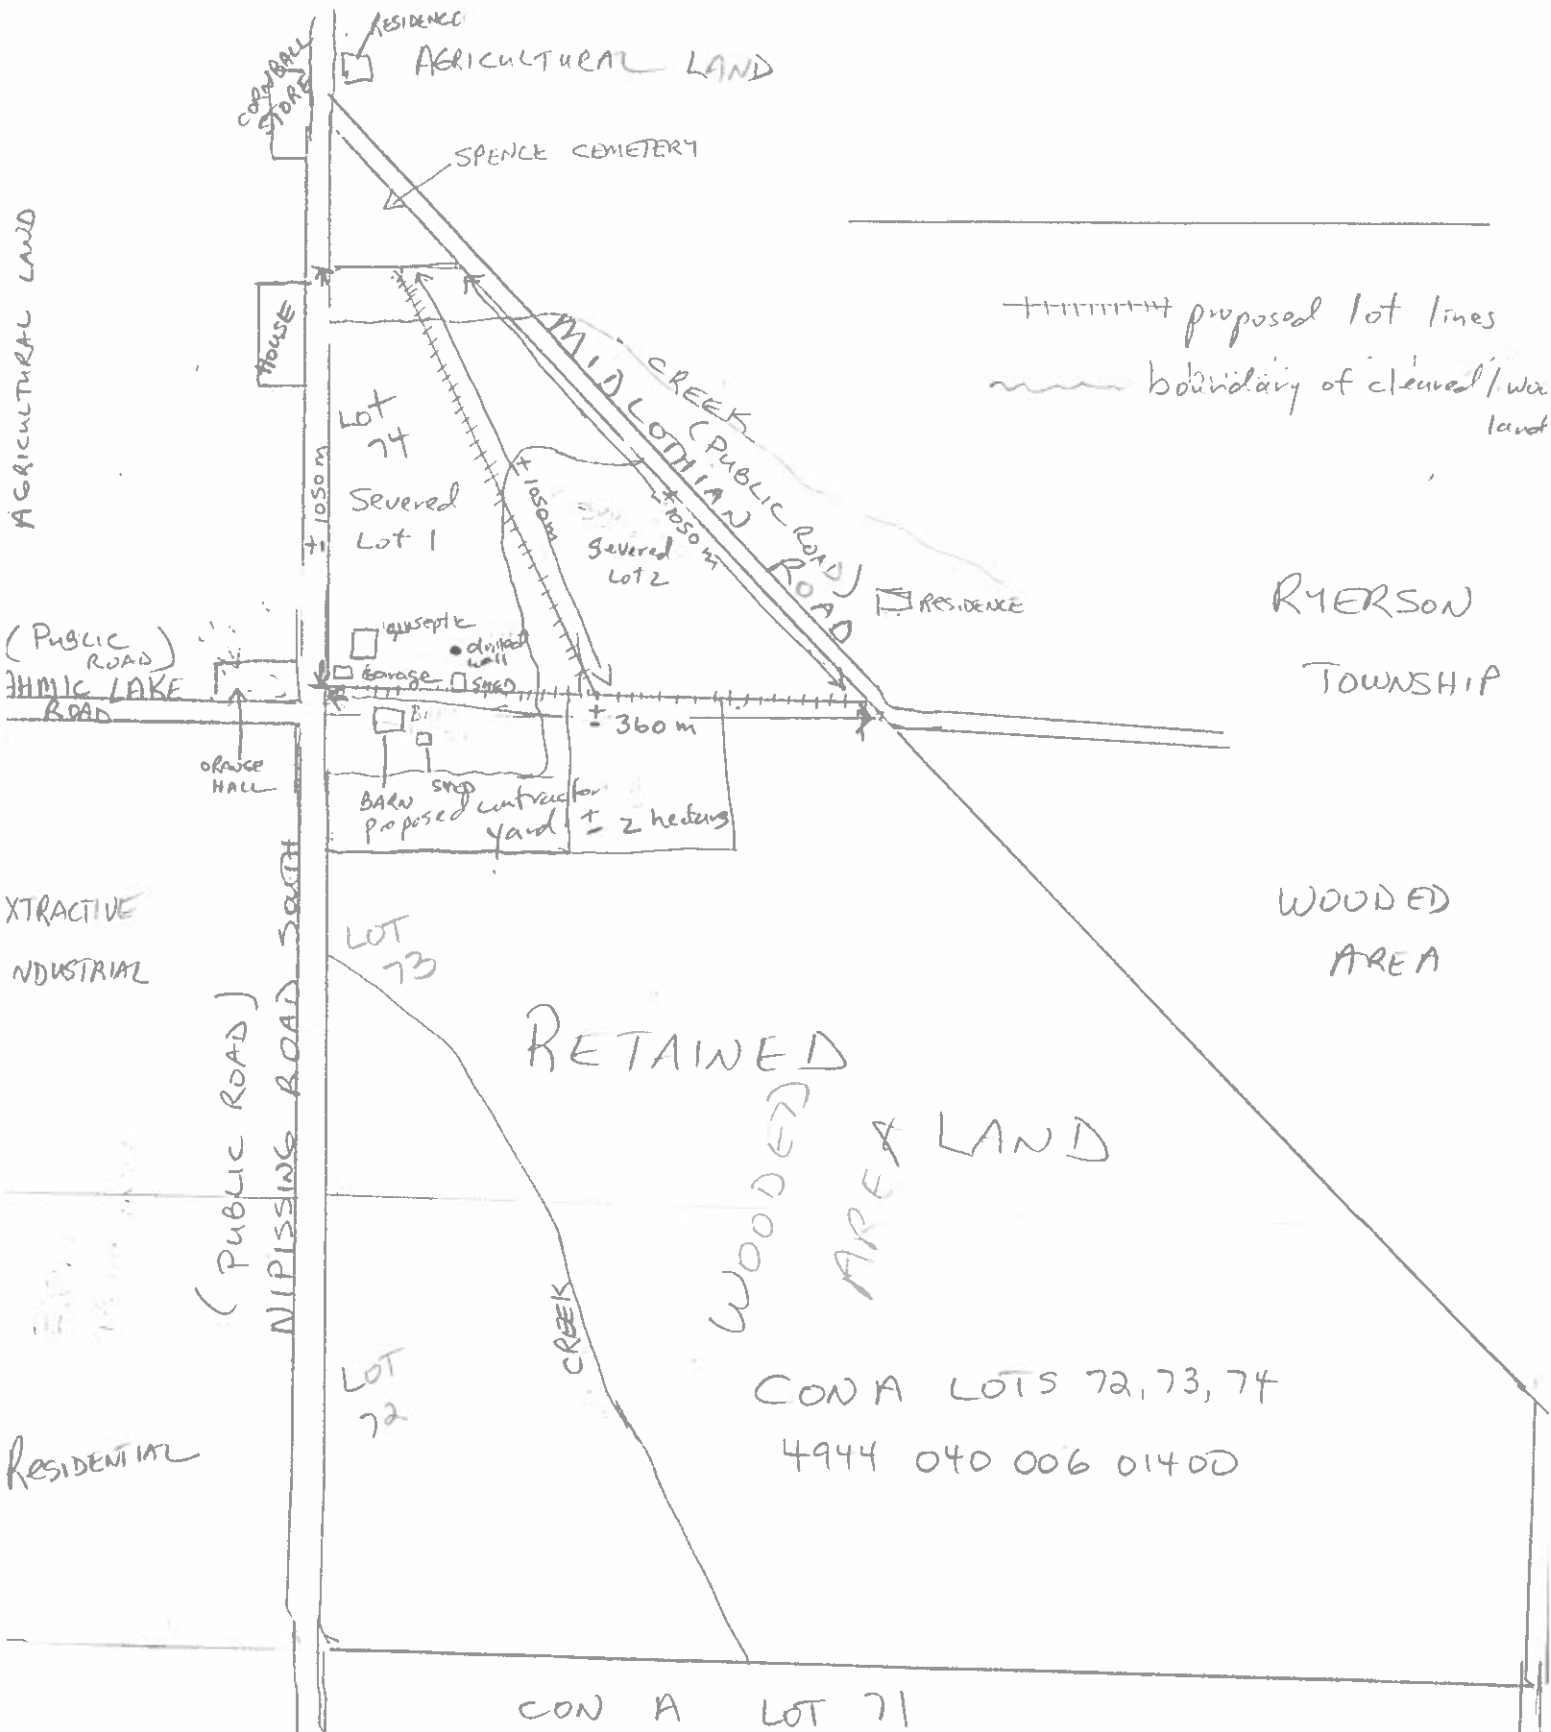 RESIDENCE
AGRICULTURAL LAND
STORE
SPENCE CEMETERY
AGRICULTURAL LAND
HOUSE
proposed lot lines
boundary of cleared/
land
CREEK
MIDLOTHIAN ROAD
(PUBLIC ROAD)
LOT
74
± 1050 m
Severed
Lot 1
± 1050m
± 1050 m
Severed
Lot 2
RESIDENCE
RYERSON
TOWNSHIP
septic
drilled
well
Garage
SHED
(PUBLIC
ROAD)
HMIC LAKE
ROAD
ORANGE
HALL
± 360 m
BARN
SHOP
proposed contractor
yard
± 2 hectares
XTRACTIVE
NDUSTRIAL
LOT
73
WOODED
AREA
RETAINED
LAND
WOODED
AREA
(PUBLIC ROAD)
NIPISSING ROAD SOUTH
CREEK
LOT
72
CON A LOTS 72, 73, 74
4944 040 006 01400
RESIDENTIAL
CON A LOT 71